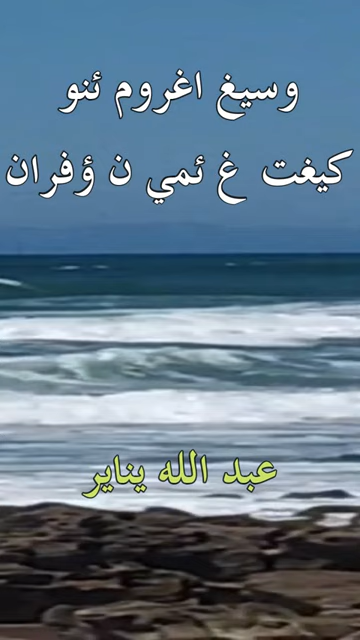 وسيغ اغروم ئنو
كيغت غ ئمي ن ؤفران
عبد الله يناير